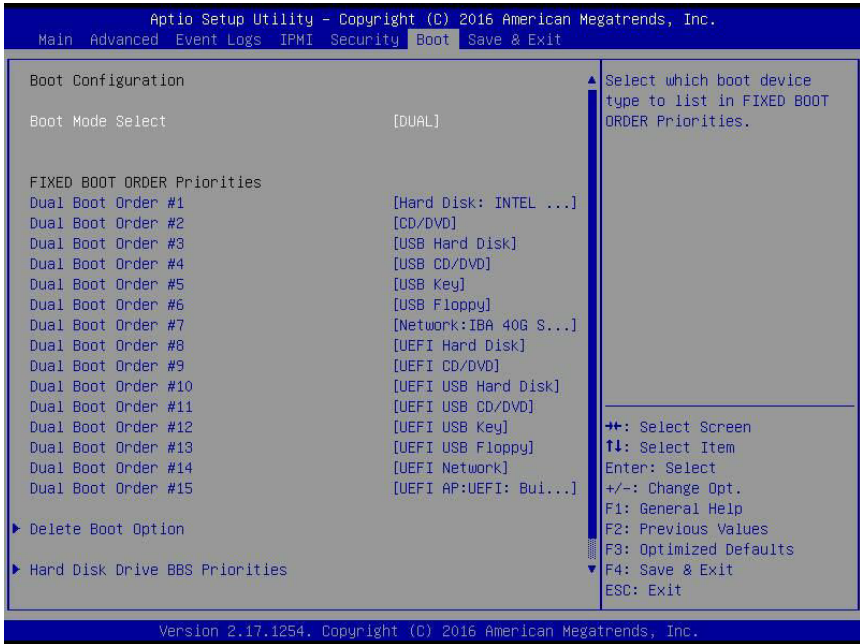 Aptio Setup Utility – Copyright (C) 2016 American Megatrends, Inc.
Main Advanced Event Logs IPMI Security Boot Save & Exit
Boot Configuration
Boot Mode Select [DUAL]
FIXED BOOT ORDER Priorities
Dual Boot Order #1 [Hard Disk: INTEL ...]
Dual Boot Order #2 [CD/DVD]
Dual Boot Order #3 [USB Hard Disk]
Dual Boot Order #4 [USB CD/DVD]
Dual Boot Order #5 [USB Key]
Dual Boot Order #6 [USB Floppy]
Dual Boot Order #7 [Network:IBA 40G S...]
Dual Boot Order #8 [UEFI Hard Disk]
Dual Boot Order #9 [UEFI CD/DVD]
Dual Boot Order #10 [UEFI USB Hard Disk]
Dual Boot Order #11 [UEFI USB CD/DVD]
Dual Boot Order #12 [UEFI USB Key]
Dual Boot Order #13 [UEFI USB Floppy]
Dual Boot Order #14 [UEFI Network]
Dual Boot Order #15 [UEFI AP:UEFI: Bui...]
Delete Boot Option
Hard Disk Drive BBS Priorities
Select which boot device
type to list in FIXED BOOT
ORDER Priorities.
→←: Select Screen
↑↓: Select Item
Enter: Select
+/-: Change Opt.
F1: General Help
F2: Previous Values
F3: Optimized Defaults
F4: Save & Exit
ESC: Exit
Version 2.17.1254. Copyright (C) 2016 American Megatrends, Inc.